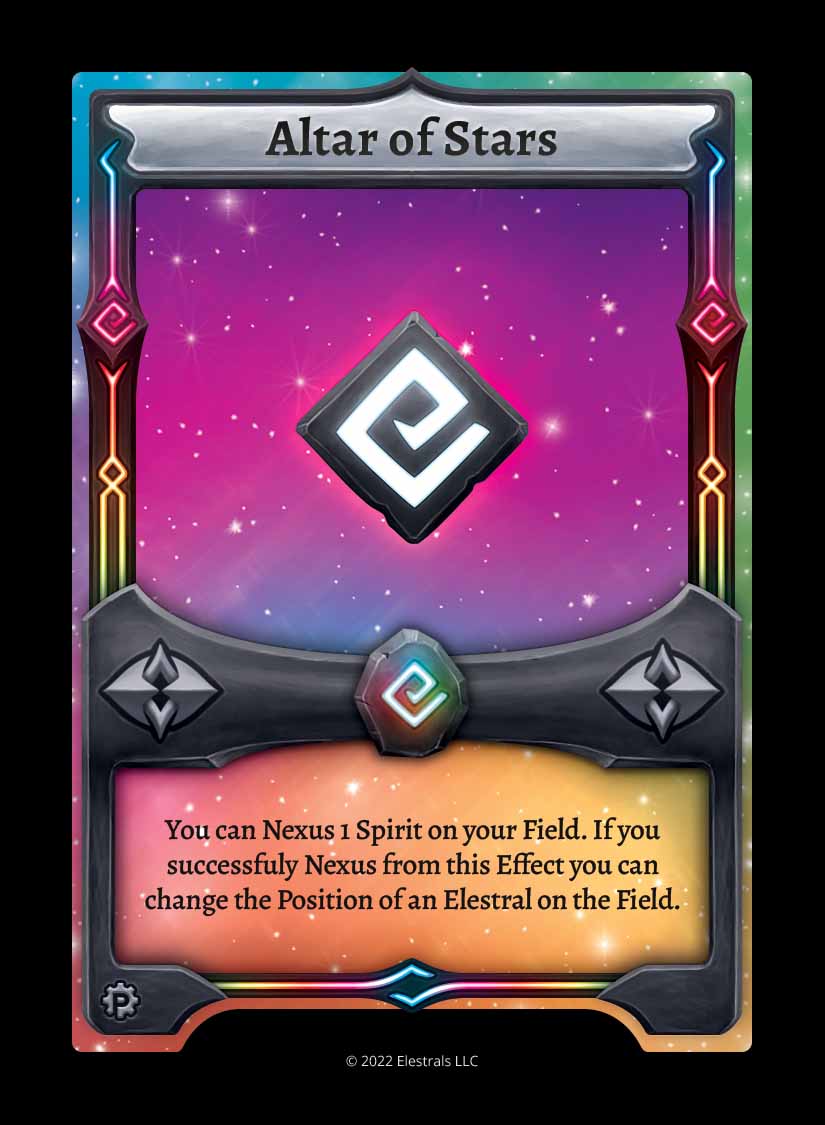 Altar of Stars
You can Nexus 1 Spirit on your Field. If you
successfuly Nexus from this Effect you can
change the Position of an Elestral on the Field.
P
© 2022 Elestrals LLC